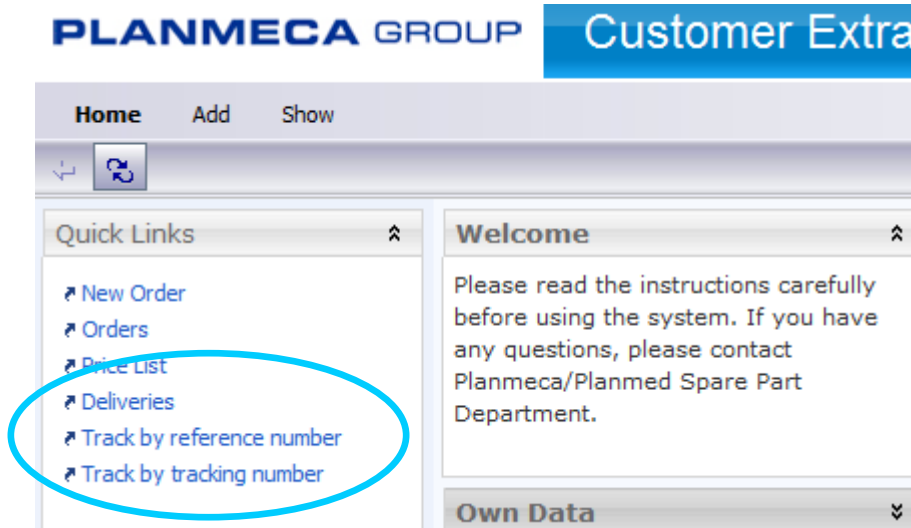 PLANMECA GROUP
Customer Extra
Home Add Show
Quick Links
New Order
Orders
Price List
Deliveries
Track by reference number
Track by tracking number
Welcome
Please read the instructions carefully
before using the system. If you have
any questions, please contact
Planmeca/Planmed Spare Part
Department.
Own Data